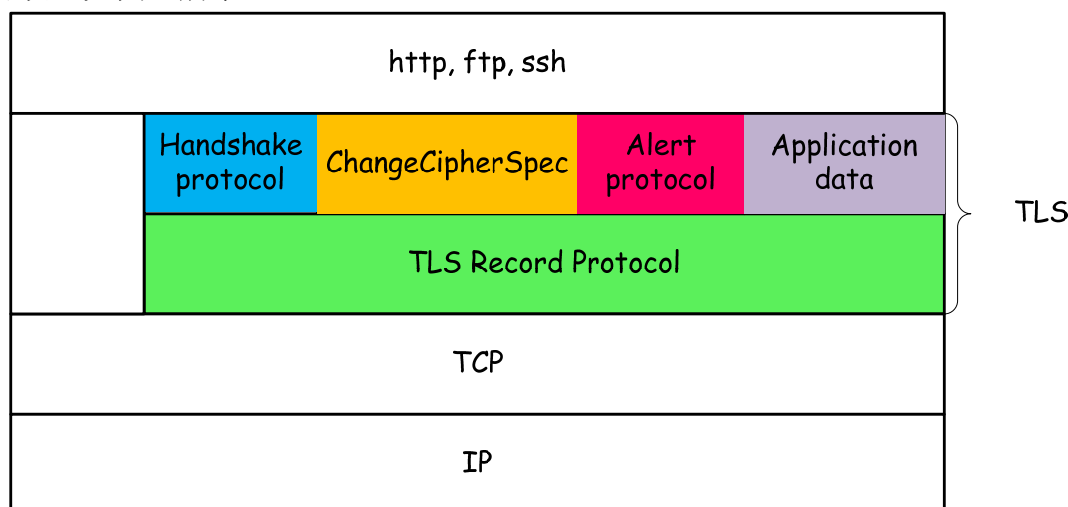 http, ftp, ssh
Handshake
protocol
ChangeCipherSpec
Alert
protocol
Application
data
TLS
TLS Record Protocol
TCP
IP